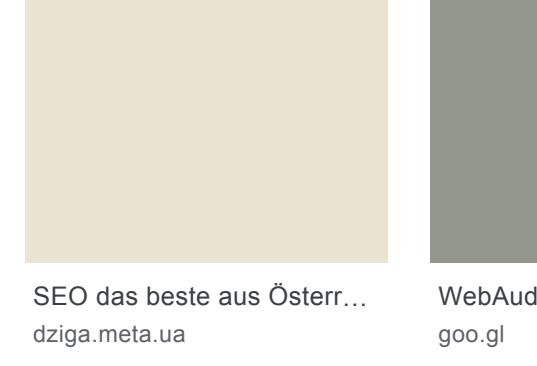 SEO das beste aus Österr…
dziga.meta.ua
WebAud
goo.gl